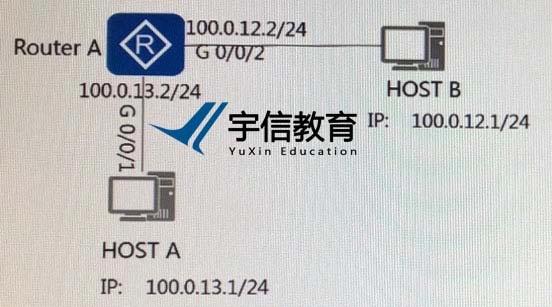 100.0.12.2/24
Router A
R
G 0/0/2
100.0.13.2/24
HOST B
G 0/0/1
宇信教育
YuXin Education
IP: 100.0.12.1/24
HOST A
IP: 100.0.13.1/24